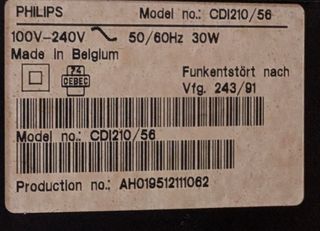 PHILIPS Model no.: CDI210/56
100V-240V ~ 50/60Hz 30W
Made in Belgium
74 CEBEC Funkentstört nach
Vfg. 243/91
Model no.: CDI210/56
Production no.: AH019512111062